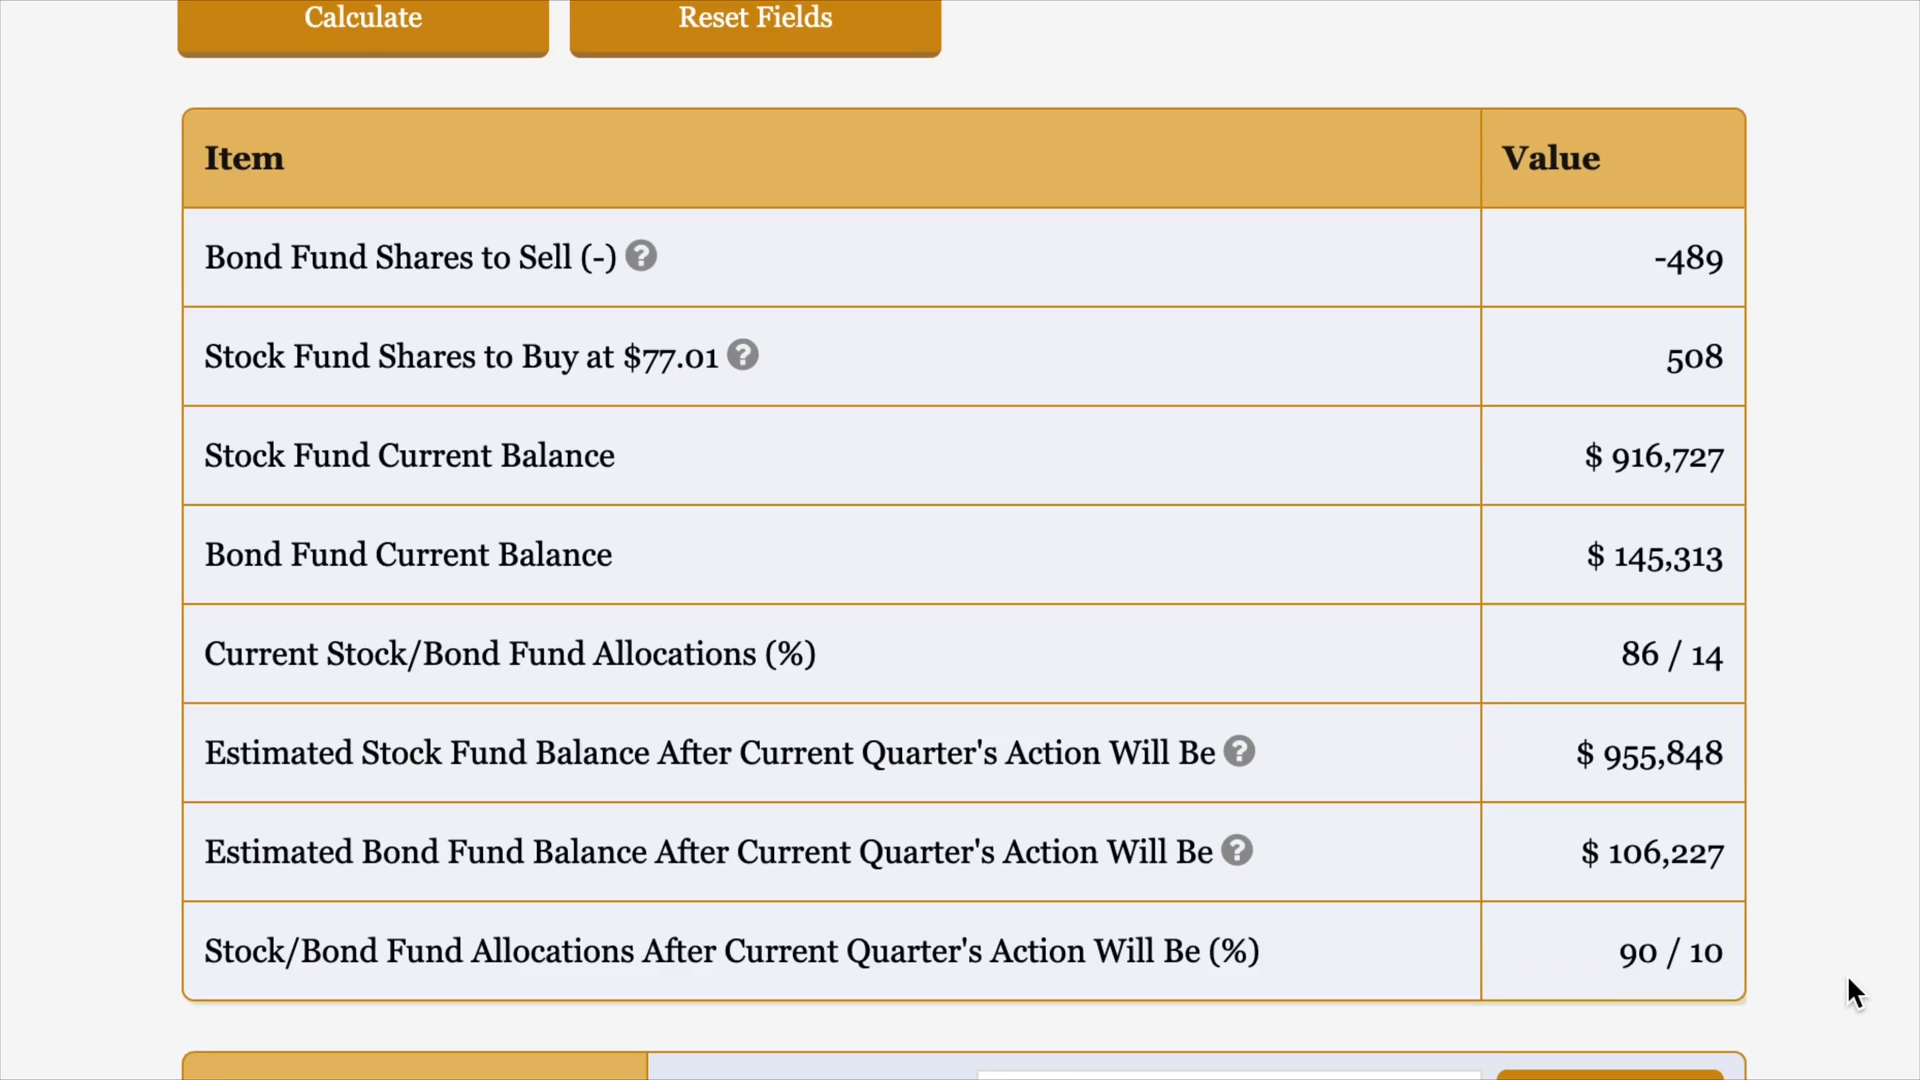 Calculate Reset Fields
Item Value
Bond Fund Shares to Sell (-) ? -489
Stock Fund Shares to Buy at $77.01 ? 508
Stock Fund Current Balance $ 916,727
Bond Fund Current Balance $ 145,313
Current Stock/Bond Fund Allocations (%) 86 / 14
Estimated Stock Fund Balance After Current Quarter's Action Will Be ? $ 955,848
Estimated Bond Fund Balance After Current Quarter's Action Will Be ? $ 106,227
Stock/Bond Fund Allocations After Current Quarter's Action Will Be (%) 90 / 10